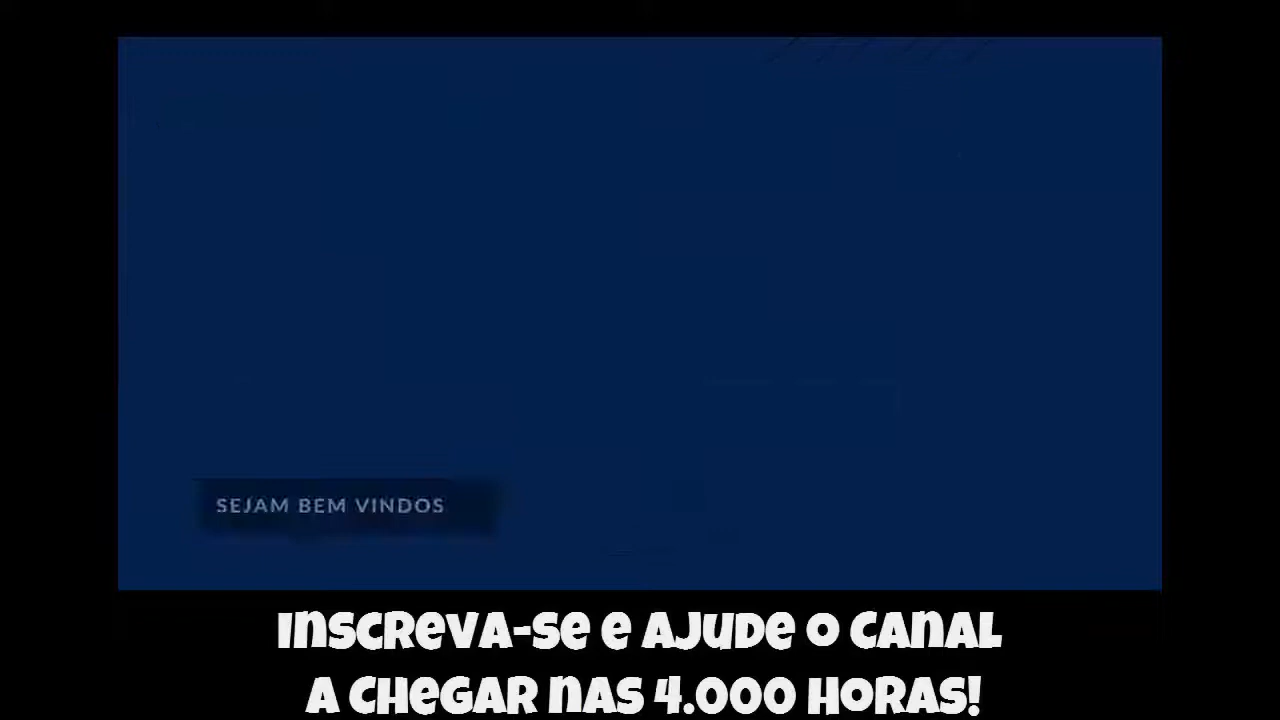 SEJAM BEM VINDOS
INSCREVA-SE E AJUDE O CANAL
A CHEGAR NAS 4.000 HORAS!